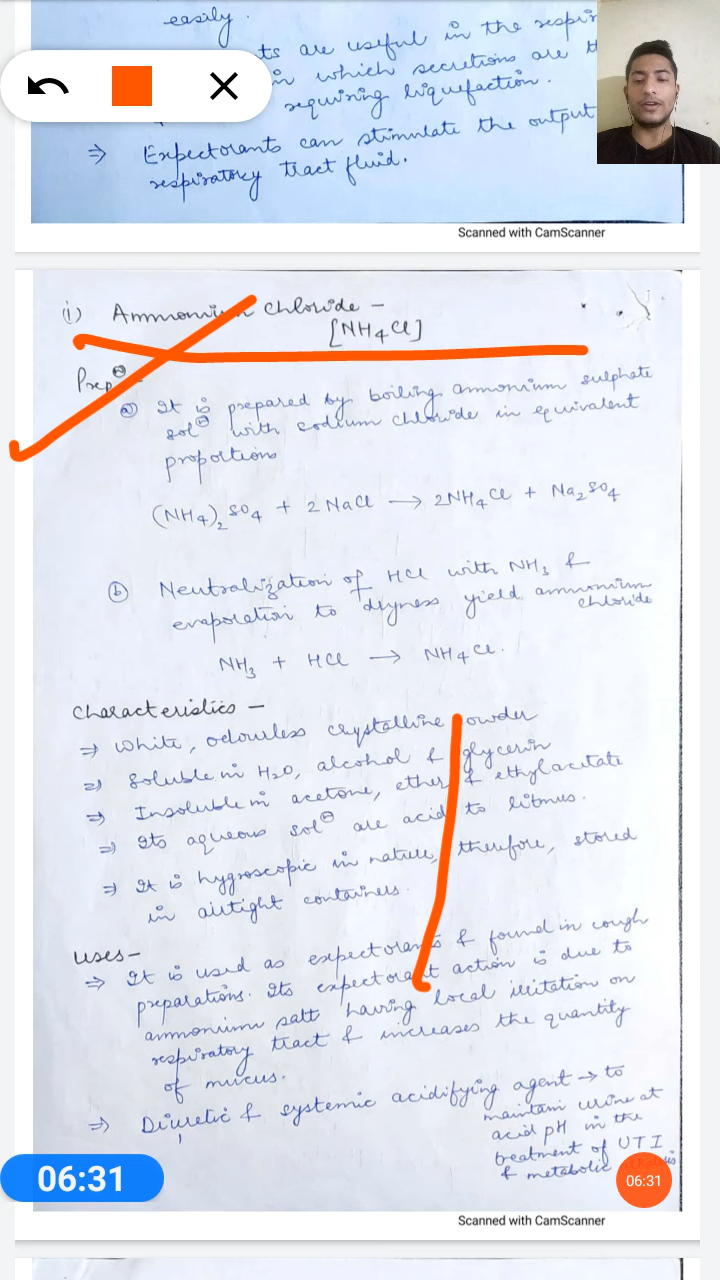 easily.
ts are useful in the respir
in which secretions are th
requiring liquefaction.
⇒ Expectorants can stimulate the output
respiratory tract fluid.
Scanned with CamScanner
(i) Ammonium Chloride –
[NH4Cl]
Prepⁿ –
(a) It is prepared by boiling ammonium sulphate
solⁿ with sodium chloride in equivalent
proportions
(NH4)2SO4 + 2NaCl → 2NH4Cl + Na2SO4
(b) Neutralization of HCl with NH3 &
evaporation to dryness yield ammonium
chloride
NH3 + HCl → NH4Cl.
Characteristics –
⇒ White, odourless crystalline powder
⇒ Soluble in H2O, alcohol & glycerin
⇒ Insoluble in acetone, ether & ethylacetate
⇒ Its aqueous solⁿ are acid to litmus.
⇒ It is hygroscopic in nature, therefore, stored
in airtight containers.
Uses –
⇒ It is used as expectorant & found in cough
preparations. Its expectorant action is due to
ammonium salt having local irritation on
respiratory tract & increases the quantity
of mucus.
⇒ Diuretic & systemic acidifying agent → to
maintain urine at
acid pH in the
treatment of UTI
& metabolic
06:31
06:31
Scanned with CamScanner